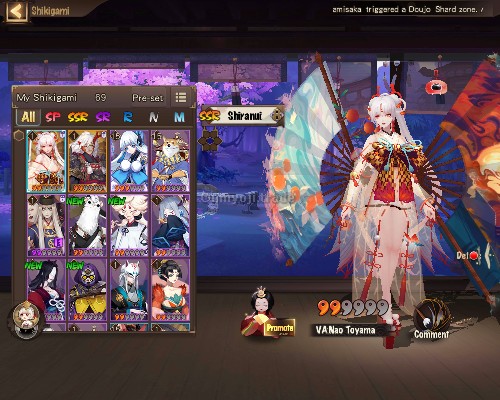 Shikigami
amisaka triggered a Doujo Shard zone.
My Shikigami 69 Pre-set
All SP SSR SR R N M
SSR Shiranui
NEW NEW
NEW NEW
Promote
VA:Nao Toyama
Comment